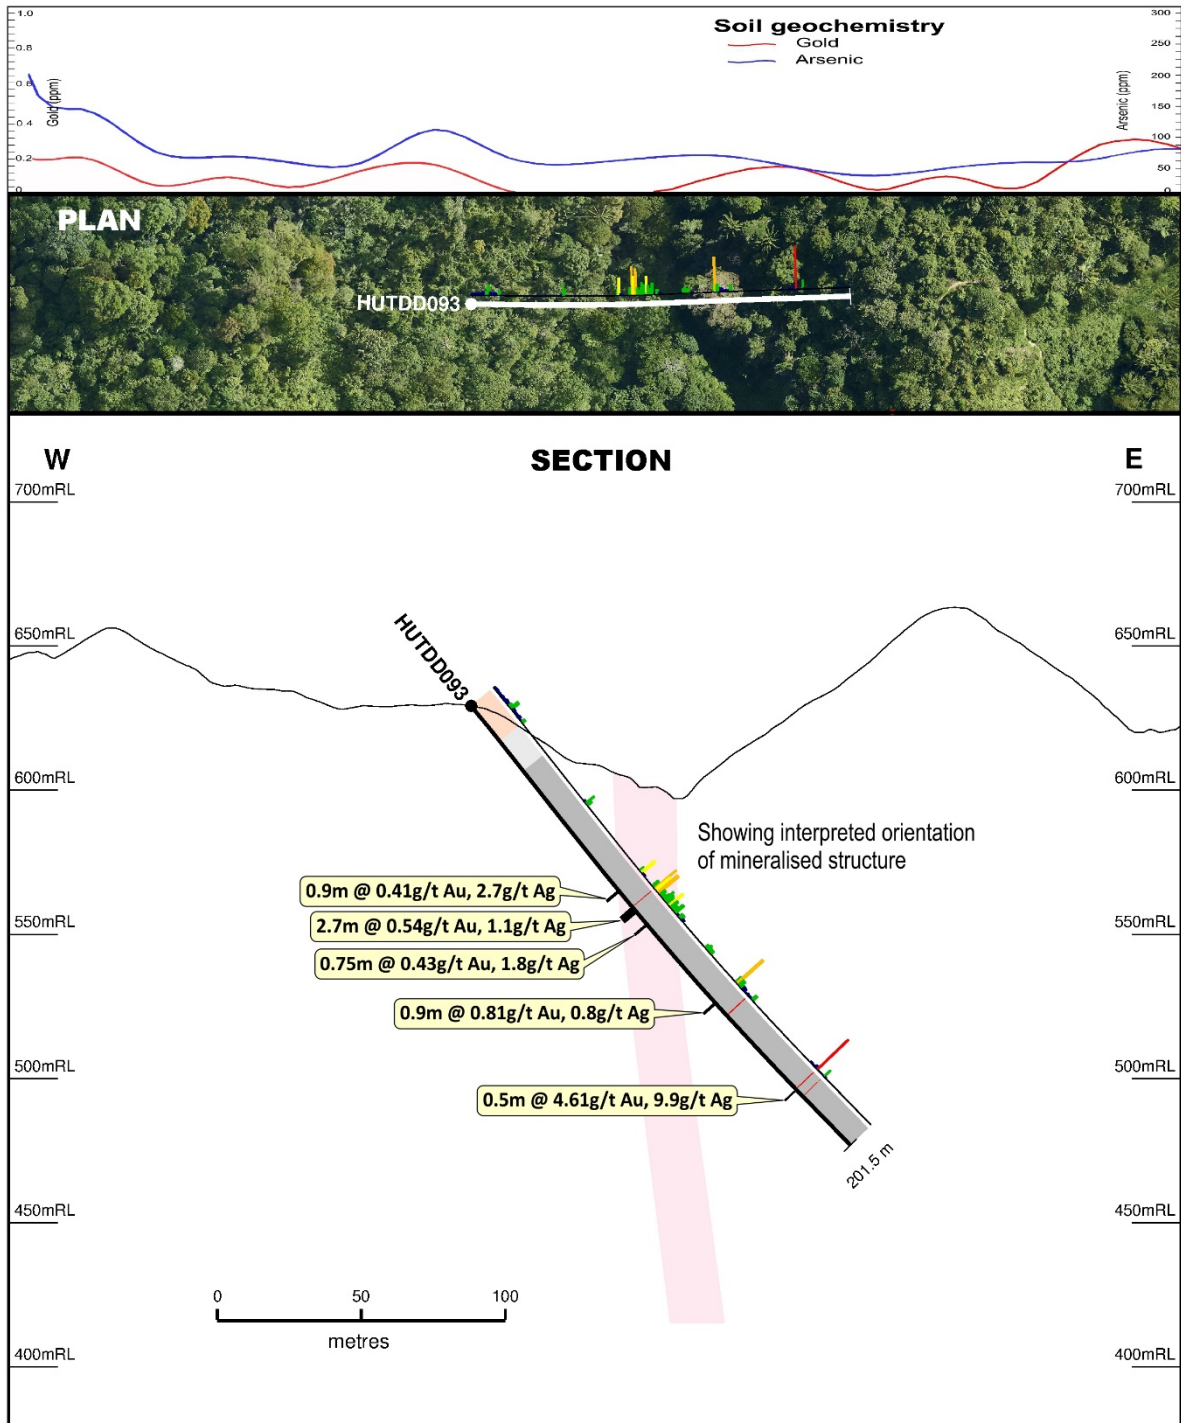 Soil geochemistry
Gold
Arsenic
1.0
0.8
0.6
0.4
0.2
0
Gold (ppm)
300
250
200
150
100
50
0
Arsenic (ppm)
PLAN
HUTDD093
W
SECTION
E
700mRL
700mRL
650mRL
650mRL
HUTDD093
600mRL
600mRL
Showing interpreted orientation
of mineralised structure
0.9m @ 0.41g/t Au, 2.7g/t Ag
2.7m @ 0.54g/t Au, 1.1g/t Ag
550mRL
550mRL
0.75m @ 0.43g/t Au, 1.8g/t Ag
0.9m @ 0.81g/t Au, 0.8g/t Ag
500mRL
500mRL
0.5m @ 4.61g/t Au, 9.9g/t Ag
201.5 m
450mRL
450mRL
0 50 100
metres
400mRL
400mRL